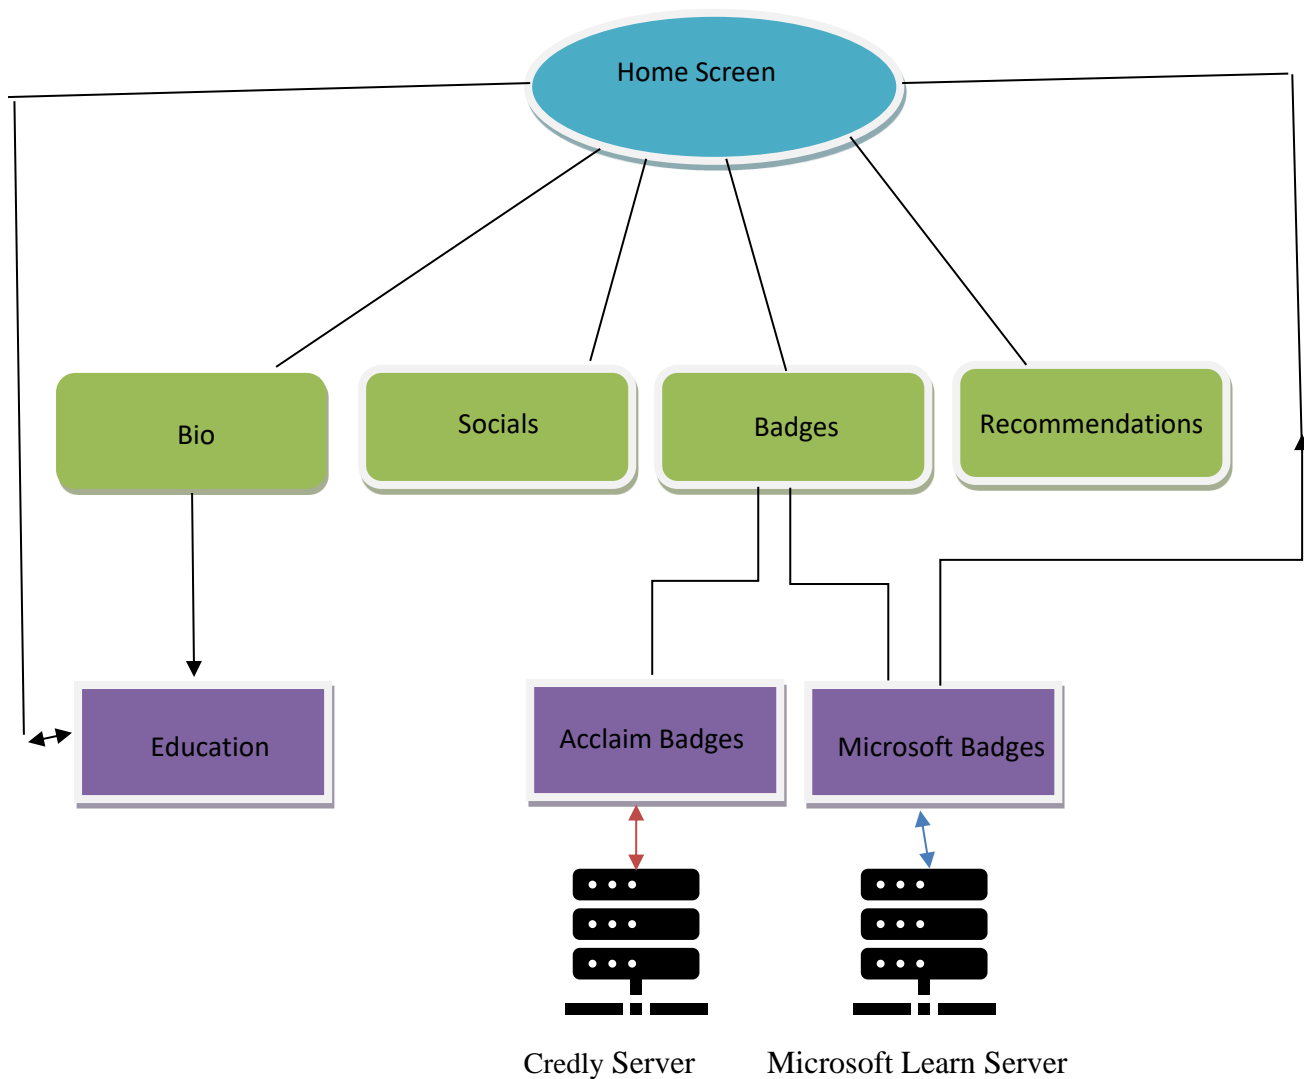 Home Screen
Bio
Socials
Badges
Recommendations
Education
Acclaim Badges
Microsoft Badges
Credly Server
Microsoft Learn Server